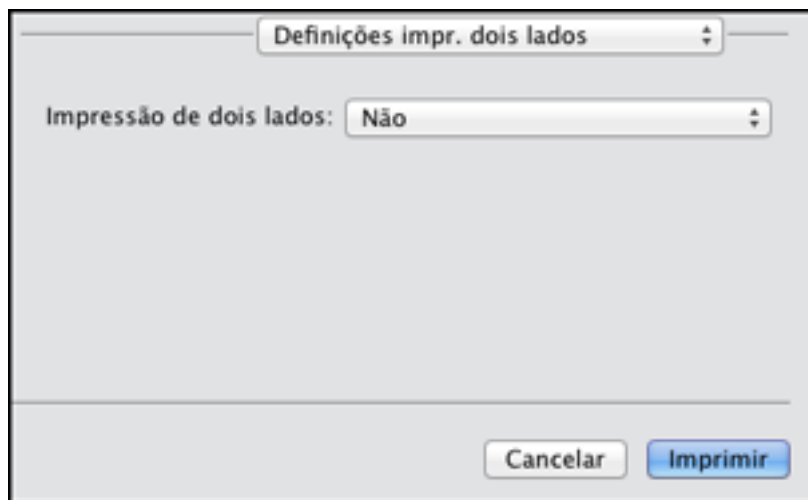 Definições impr. dois lados
Impressão de dois lados: Não
Cancelar Imprimir